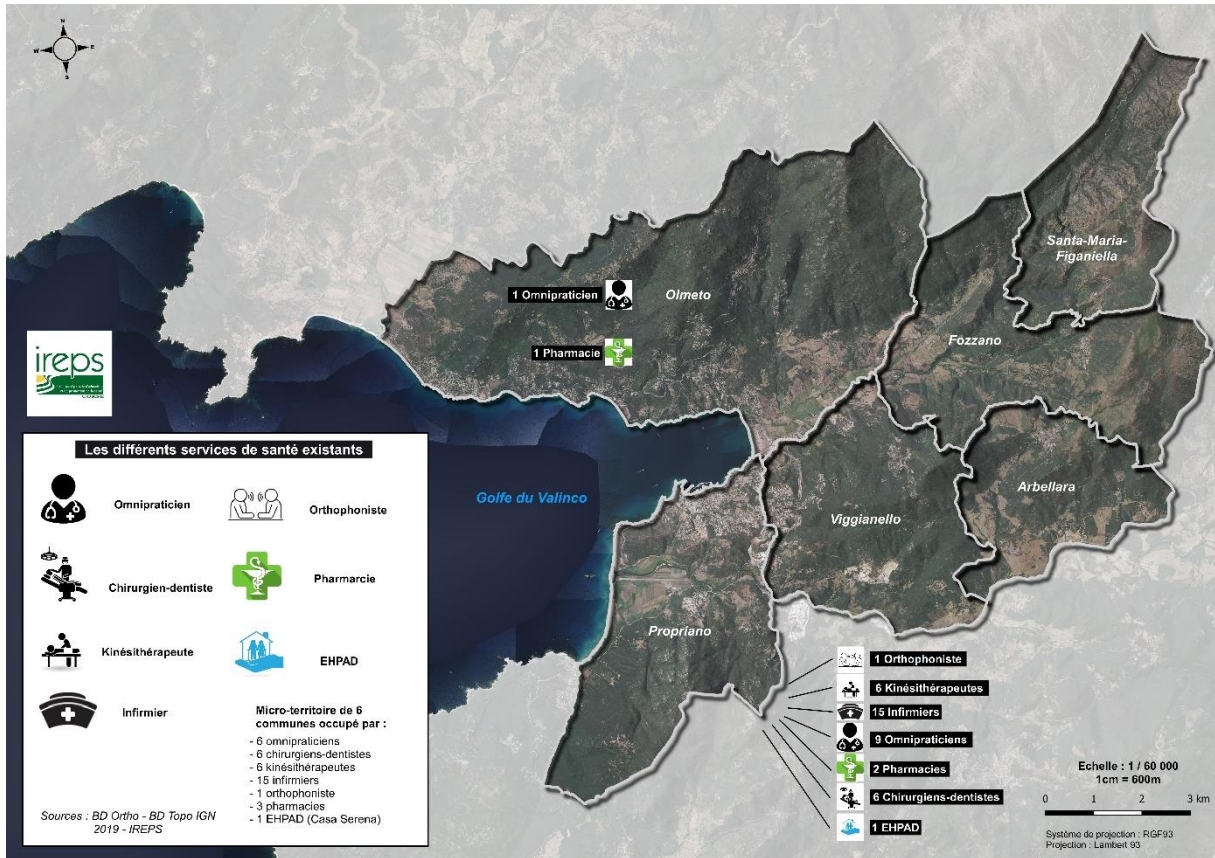 N
W
E
S
Santa-Maria-
Figaniella
1 Omnipraticien
Olmeto
Fozzano
1 Pharmacie
ireps
CORSE
Les différents services de santé existants
Omnipraticien
Orthophoniste
Chirurgien-dentiste
Pharmarcie
Kinésithérapeute
EHPAD
Infirmier
Micro-territoire de 6
communes occupé par :
- 6 omnipraticiens
- 6 chirurgiens-dentistes
- 6 kinésithérapeutes
- 15 infirmiers
- 1 orthophoniste
- 3 pharmacies
- 1 EHPAD (Casa Serena)
Sources : BD Ortho - BD Topo IGN
2019 - IREPS
Golfe du Valinco
Arbellara
Viggianello
Propriano
1 Orthophoniste
6 Kinésithérapeutes
15 Infirmiers
9 Omnipraticiens
2 Pharmacies
6 Chirurgiens-dentistes
1 EHPAD
Echelle : 1 / 60 000
1cm = 600m
0 1 2 3 km
Système de projection : RGF93
Projection : Lambert 93